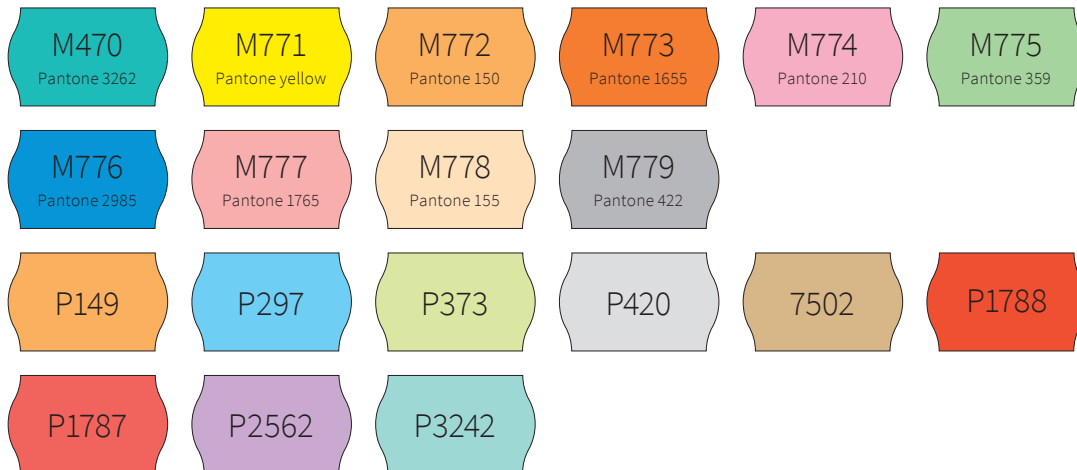 M470
Pantone 3262
M771
Pantone yellow
M772
Pantone 150
M773
Pantone 1655
M774
Pantone 210
M775
Pantone 359
M776
Pantone 2985
M777
Pantone 1765
M778
Pantone 155
M779
Pantone 422
P149
P297
P373
P420
7502
P1788
P1787
P2562
P3242